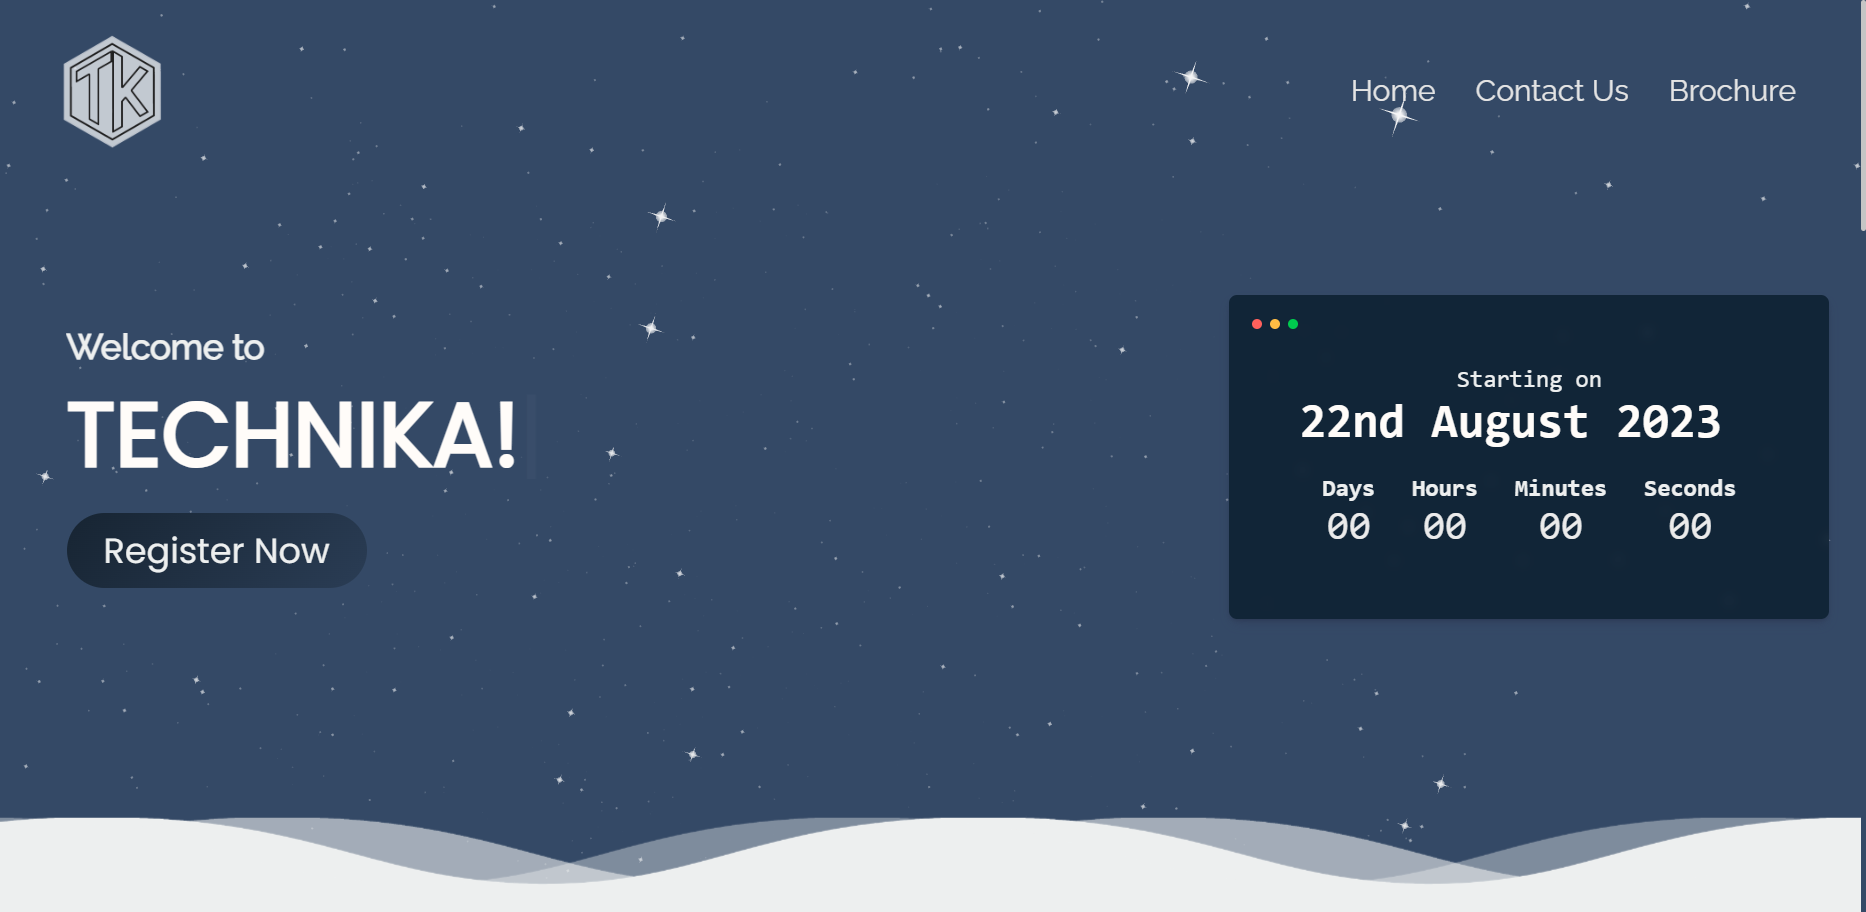 TK
Home Contact Us Brochure
Welcome to
TECHNIKA!
Register Now
Starting on
22nd August 2023
Days Hours Minutes Seconds
00 00 00 00